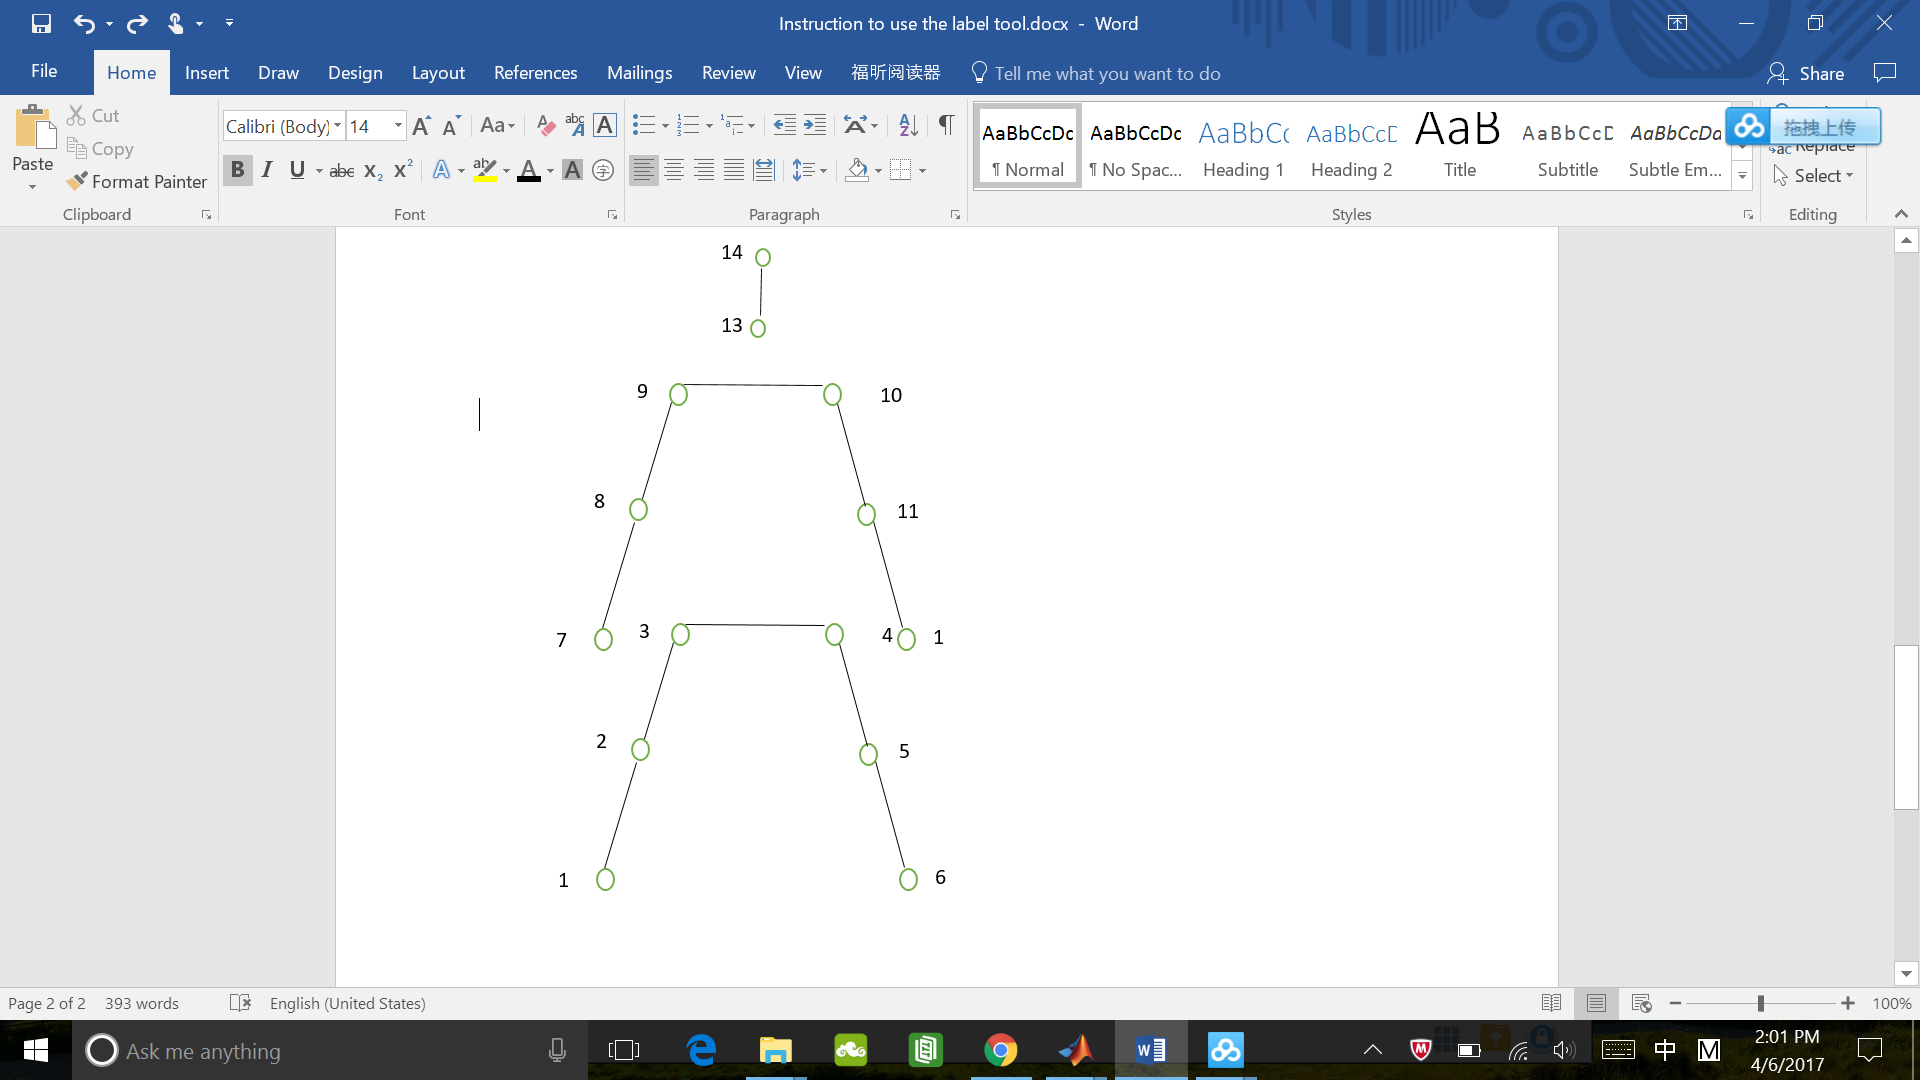 Instruction to use the label tool.docx - Word
File Home Insert Draw Design Layout References Mailings Review View 福昕阅读器 Tell me what you want to do Share
Paste
Cut
Copy
Format Painter
Clipboard
Calibri (Body) 14
Font
Paragraph
AaBbCcDc AaBbCcDc AaBbCc AaBbCcD AaB AaBbCcD AaBbCcDa
¶ Normal ¶ No Spac... Heading 1 Heading 2 Title Subtitle Subtle Em...
Styles
拖拽上传
Replace
Select
Editing
14
13
9 10
8 11
7 3 4 1
2 5
1 6
Page 2 of 2 393 words English (United States) 100%
Ask me anything
中 M
2:01 PM
4/6/2017